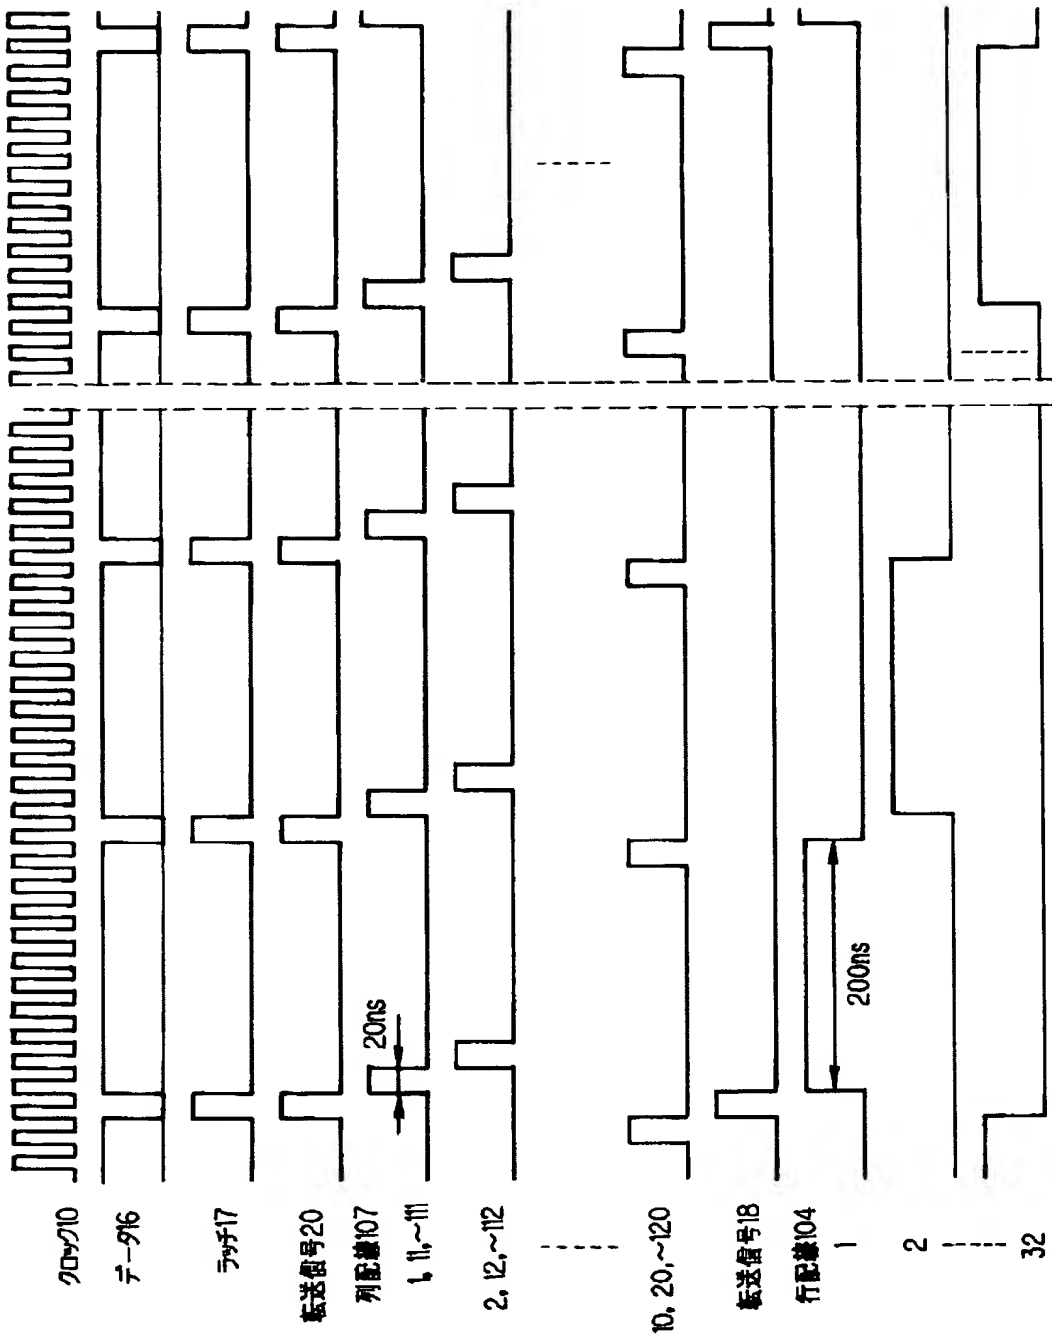 クロック10
データ16
ラッチ17
転送信号20
列配線107
1, 11, ~111
2, 12, ~112
10, 20, ~120
転送信号18
行配線104
1
2
32
20ns
200ns